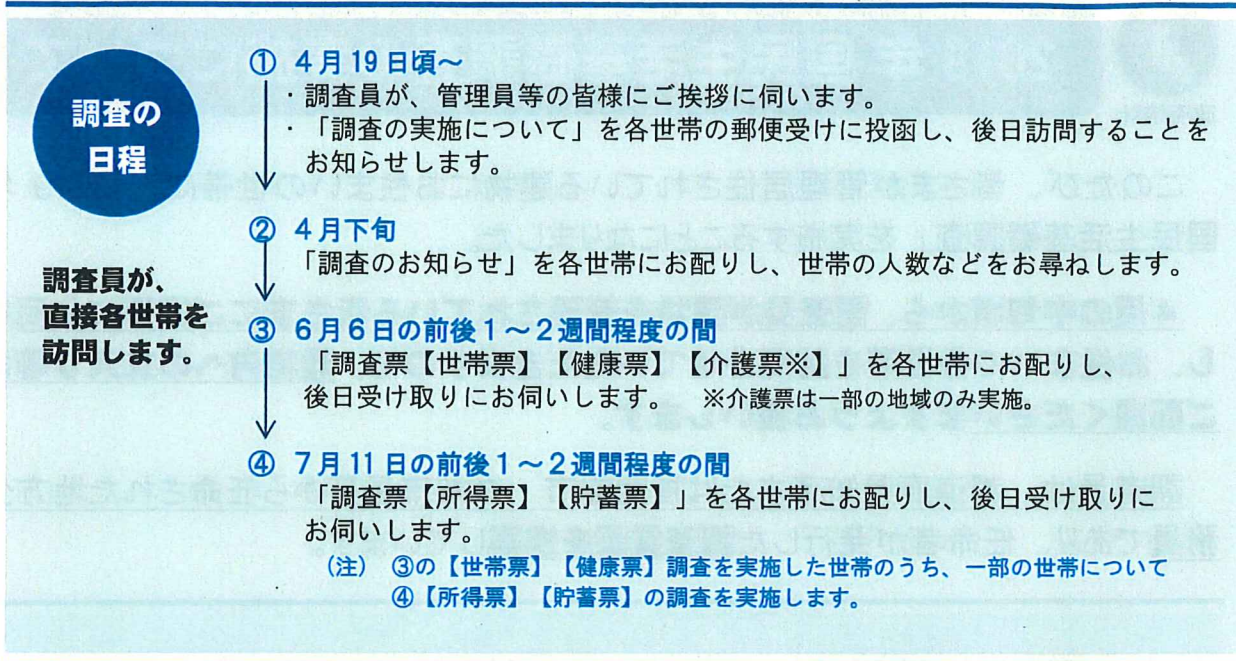 調査の
日程
調査員が、
直接各世帯を
訪問します。
① 4月19日頃~
・調査員が、管理員等の皆様にご挨拶に伺います。
・「調査の実施について」を各世帯の郵便受けに投函し、後日訪問することを
お知らせします。
② 4月下旬
「調査のお知らせ」を各世帯にお配りし、世帯の人数などをお尋ねします。
③ 6月6日の前後1~2週間程度の間
「調査票【世帯票】【健康票】【介護票※】」を各世帯にお配りし、
後日受け取りにお伺いします。 ※介護票は一部の地域のみ実施。
④ 7月11日の前後1~2週間程度の間
「調査票【所得票】【貯蓄票】」を各世帯にお配りし、後日受け取りに
お伺いします。
(注) ③の【世帯票】【健康票】調査を実施した世帯のうち、一部の世帯について
④【所得票】【貯蓄票】の調査を実施します。